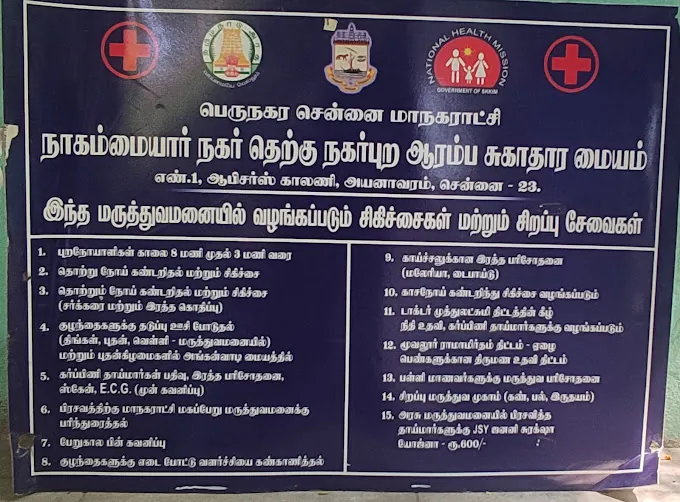 NATIONAL HEALTH MISSION
GOVERNMENT OF SKKIM
பெருநகர சென்னை மாநகராட்சி
நாகம்மையார் நகர் தெற்கு நகர்புற ஆரம்ப சுகாதார மையம்
எண்.1, ஆபிசர்ஸ் காலணி, அயனாவரம், சென்னை - 23.
இந்த மருத்துவமனையில் வழங்கப்படும் சிகிச்சைகள் மற்றும் சிறப்பு சேவைகள்
1. புறநோயாளிகள் காலை 8 மணி முதல் 3 மணி வரை
2. தொற்று நோய் கண்டறிதல் மற்றும் சிகிச்சை
3. தொற்றும் நோய் கண்டறிதல் மற்றும் சிகிச்சை
(சர்க்கரை மற்றும் இரத்த கொதிப்பு)
4. குழந்தைகளுக்கு தடுப்பு ஊசி போடுதல்
(திங்கள், புதன், வெள்ளி - மருத்துவமனையில்)
மற்றும் புதன்கிழமைகளில் அங்கன்வாடி மையத்தில்
5. கர்ப்பிணி தாய்மார்கள் பதிவு, இரத்த பரிசோதனை,
ஸ்கேன், E.C.G. (முன் கவனிப்பு)
6. பிரசவத்திற்கு மாநகராட்சி மகப்பேறு மருத்துவமனைக்கு
பரிந்துரைத்தல்
7. பேறுகால பின் கவனிப்பு
8. குழந்தைகளுக்கு எடை போட்டு வளர்ச்சியை கண்காணித்தல்
9. காய்ச்சலுக்கான இரத்த பரிசோதனை
(மலேரியா, டைபாய்டு)
10. காசநோய் கண்டறிந்து சிகிச்சை வழங்கப்படும்
11. டாக்டர் முத்துலட்சுமி திட்டத்தின் கீழ்
நிதி உதவி, கர்ப்பிணி தாய்மார்களுக்கு வழங்கப்படும்
12. மூவலூர் ராமாமிர்தம் திட்டம் - ஏழை
பெண்களுக்கான திருமண உதவி திட்டம்
13. பள்ளி மாணவர்களுக்கு மருத்துவ பரிசோதனை
14. சிறப்பு மருத்துவ முகாம் (கண், பல், இருதயம்)
15. அரசு மருத்துவமனையில் பிரசவித்த
தாய்மார்களுக்கு JSY ஜனனி சுரக்ஷா
யோஜனா - ரூ.600/-